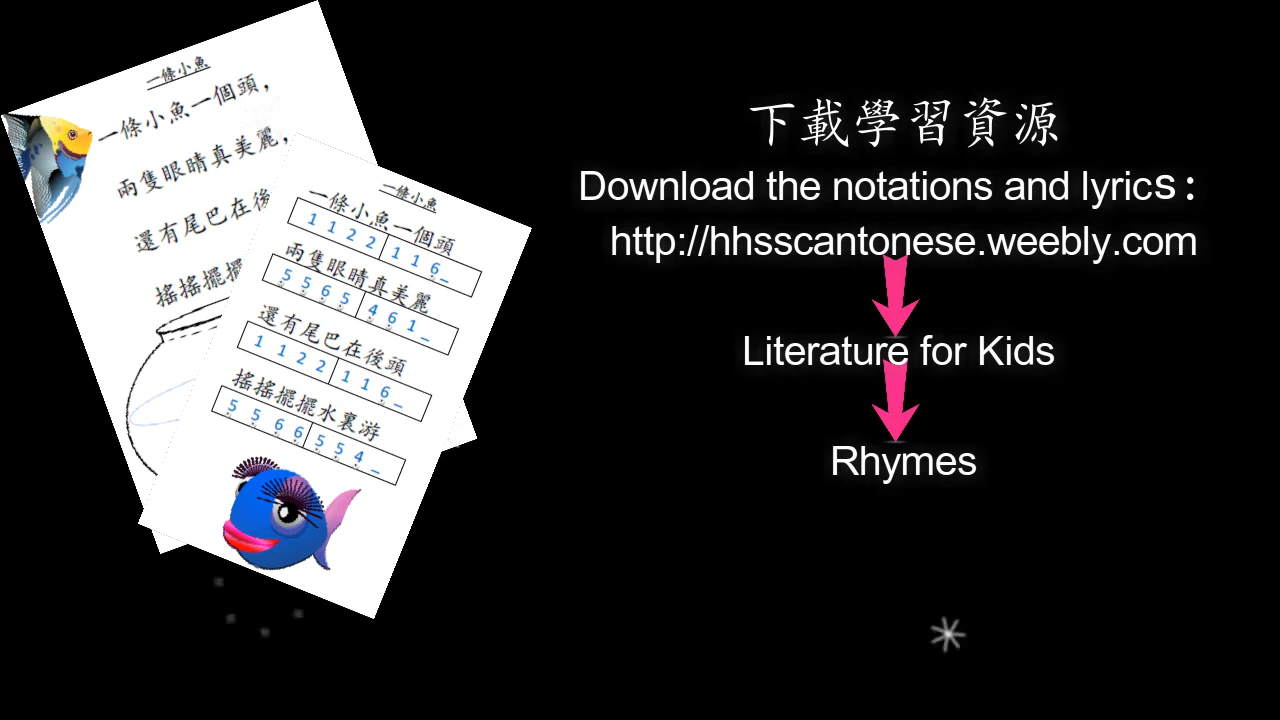 一條小魚
一條小魚一個頭，
兩隻眼睛真美麗，
還有尾巴在後
搖搖擺擺
一條小魚
一條小魚一個頭
1 1 2 2 1 1 6_
兩隻眼睛真美麗
5 5 6 5 4 6 1_
還有尾巴在後頭
1 1 2 2 1 1 6_
搖搖擺擺水裏游
5 5 6 6 5 5 4_
下載學習資源
Download the notations and lyrics:
http://hhsscantonese.weebly.com
Literature for Kids
Rhymes